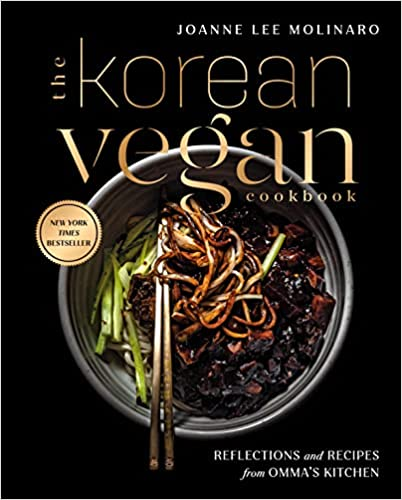 JOANNE LEE MOLINARO
the
korean
vegan
cookbook
NEW YORK
TIMES
BESTSELLER
REFLECTIONS and RECIPES
from OMMA'S KITCHEN